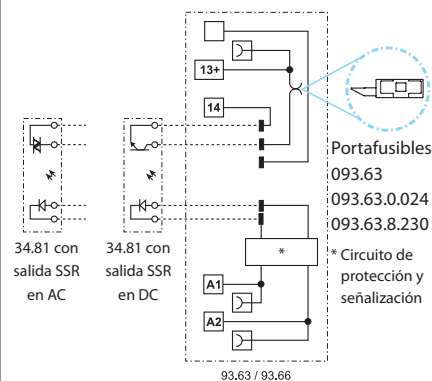 13+
14
Portafusibles
093.63
093.63.0.024
093.63.8.230
* Circuito de
protección y
señalización
*
A1
A2
34.81 con
salida SSR
en AC
34.81 con
salida SSR
en DC
93.63 / 93.66